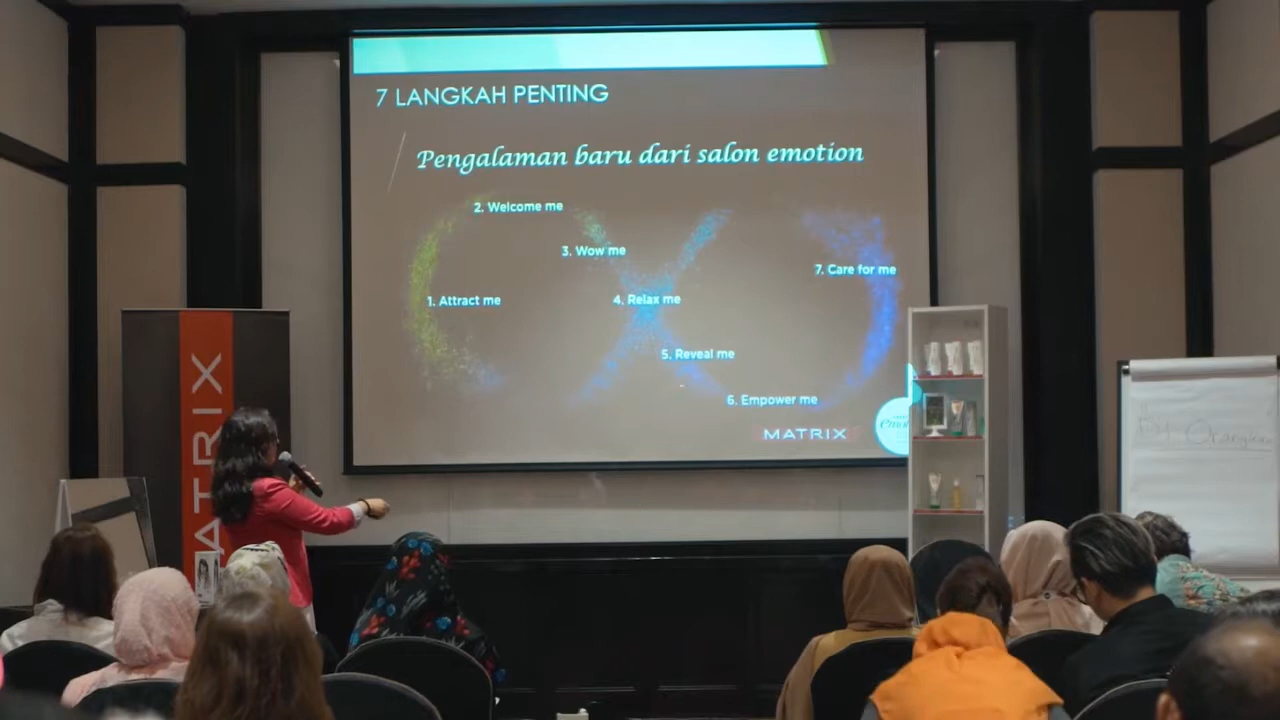 7 LANGKAH PENTING
Pengalaman baru dari salon emotion
2. Welcome me
3. Wow me
7. Care for me
1. Attract me
4. Relax me
5. Reveal me
6. Empower me
MATRIX
MATRIX